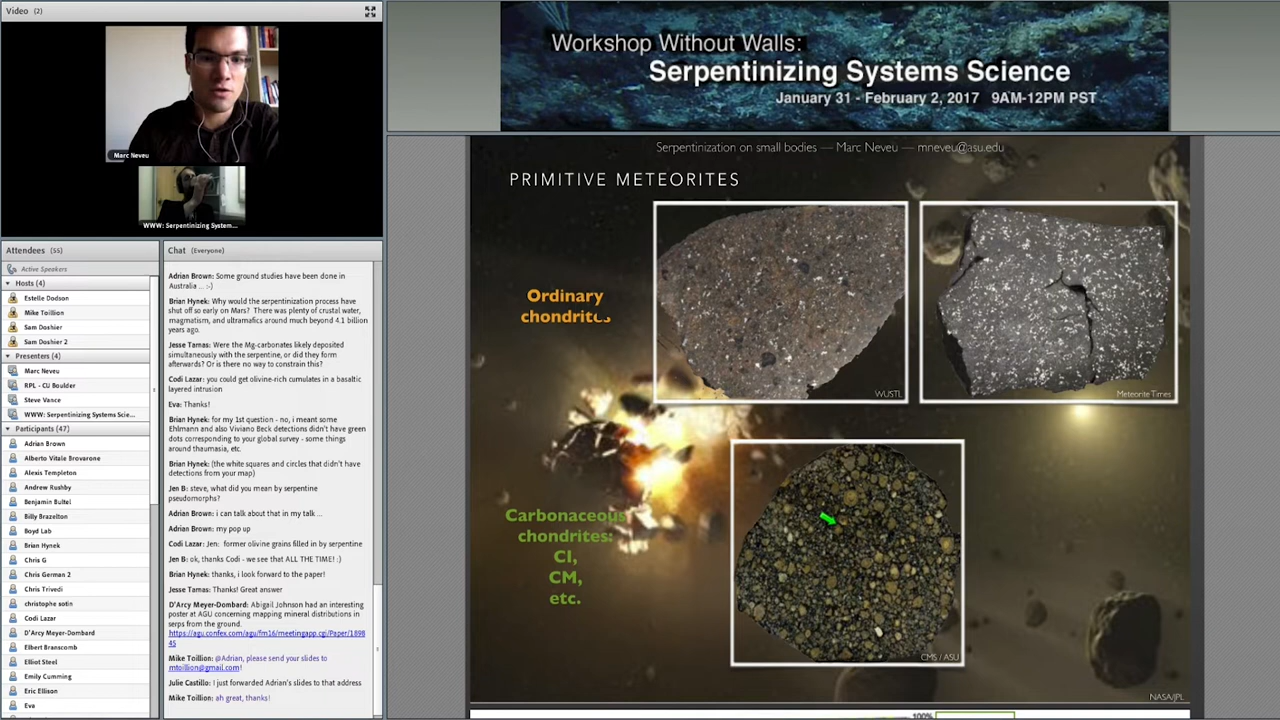 Video (2)
Marc Neveu
WWW: Serpentinizing System...
Attendees (55)
Active Speakers
Hosts (4)
Estelle Dodson
Mike Toillion
Sam Doshier
Sam Doshier 2
Presenters (4)
Marc Neveu
RPL - CU Boulder
Steve Vance
WWW: Serpentinizing Systems Scie...
Participants (47)
Adrian Brown
Alberto Vitale Brovarone
Alexis Templeton
Andrew Rushby
Benjamin Bultel
Billy Brazelton
Boyd Lab
Brian Hynek
Chris G
Chris German 2
Chris Trivedi
christophe sotin
Codi Lazar
D'Arcy Meyer-Dombard
Elbert Branscomb
Elliot Steel
Emily Cumming
Eric Ellison
Eva
Chat (Everyone)
Adrian Brown: Some ground studies have been done in
Australia .. :-)
Brian Hynek: Why would the serpentinization process have
shut off so early on Mars? There was plenty of crustal water,
magmatism, and ultramafics around much beyond 4.1 billion
years ago.
Jesse Tarnas: Were the Mg-carbonates likely deposited
simultaneously with the serpentine, or did they form
afterwards? Or is there no way to constrain this?
Codi Lazar: you could get olivine-rich cumulates in a basaltic
layered intrusion
Eva: Thanks!
Brian Hynek: for my 1st question - no, i meant some
Ehlmann and also Viviano Beck detections didn't have green
dots corresponding to your global survey - some things
around thaumasia, etc.
Brian Hynek: (the white squares and circles that didn't have
detections from your map)
Jen B: steve, what did you mean by serpentine
pseudomorphs?
Adrian Brown: i can talk about that in my talk ...
Adrian Brown: my pop up
Codi Lazar: Jen: former olivine grains filled in by serpentine
Jen B: ok, thanks Codi - we see that ALL THE TIME! :)
Brian Hynek: thanks, i look forward to the paper!
Jesse Tarnas: Thanks! Great answer
D'Arcy Meyer-Dombard: Abigail Johnson had an interesting
poster at AGU concerning mapping mineral distributions in
serps from the ground.
https://agu.confex.com/agu/fm16/meetingapp.cgi/Paper/1898
45
Mike Toillion: @Adrian, please send your slides to
mtoillion@gmail.com!
Julie Castillo: I just forwarded Adrian's slides to that address
Mike Toillion: ah great, thanks!
Workshop Without Walls:
Serpentinizing Systems Science
January 31 - February 2, 2017 9AM-12PM PST
Serpentinization on small bodies — Marc Neveu — mneveu@asu.edu
PRIMITIVE METEORITES
Ordinary
chondrites
WUSTL
Meteorite Times
Carbonaceous
chondrites:
CI,
CM,
etc.
CMS / ASU
NASA/JPL
100%